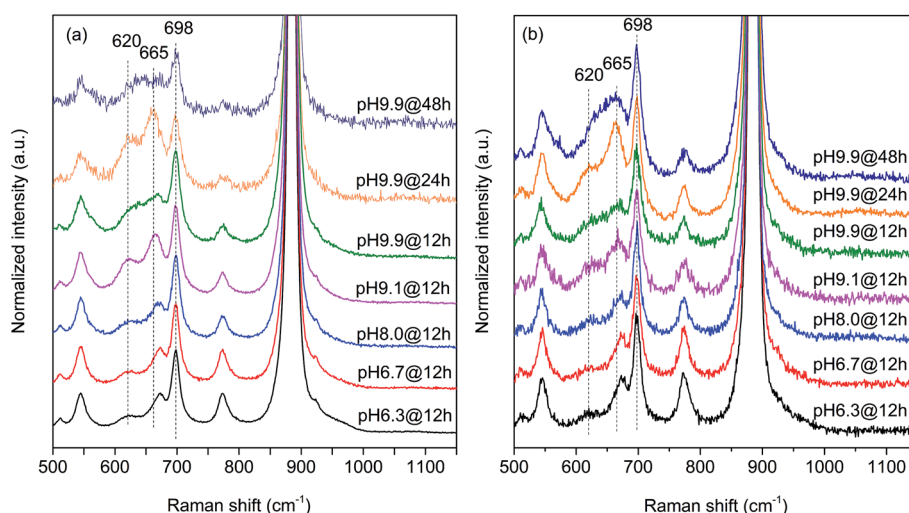 (a)
620
665
698
pH9.9@48h
pH9.9@24h
pH9.9@12h
pH9.1@12h
pH8.0@12h
pH6.7@12h
pH6.3@12h
500 600 700 800 900 1000 1100
Raman shift (cm⁻¹)
Normalized intensity (a.u.)
(b)
620
665
698
pH9.9@48h
pH9.9@24h
pH9.9@12h
pH9.1@12h
pH8.0@12h
pH6.7@12h
pH6.3@12h
500 600 700 800 900 1000 1100
Raman shift (cm⁻¹)
Normalized intensity (a.u.)